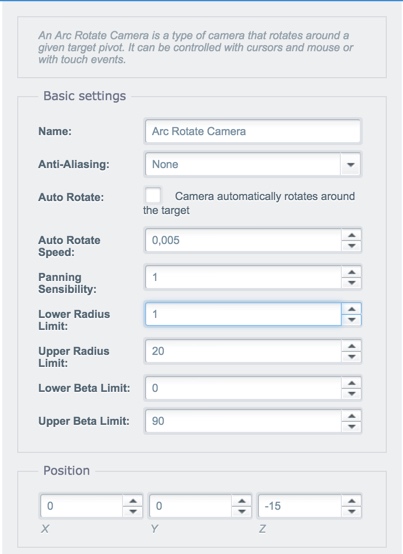 An Arc Rotate Camera is a type of camera that rotates around a
given target pivot. It can be controlled with cursors and mouse or
with touch events.
Basic settings
Name: Arc Rotate Camera
Anti-Aliasing: None
Auto Rotate: Camera automatically rotates around
the target
Auto Rotate
Speed: 0,005
Panning
Sensibility: 1
Lower Radius
Limit: 1
Upper Radius
Limit: 20
Lower Beta Limit: 0
Upper Beta Limit: 90
Position
0 0 -15
X Y Z